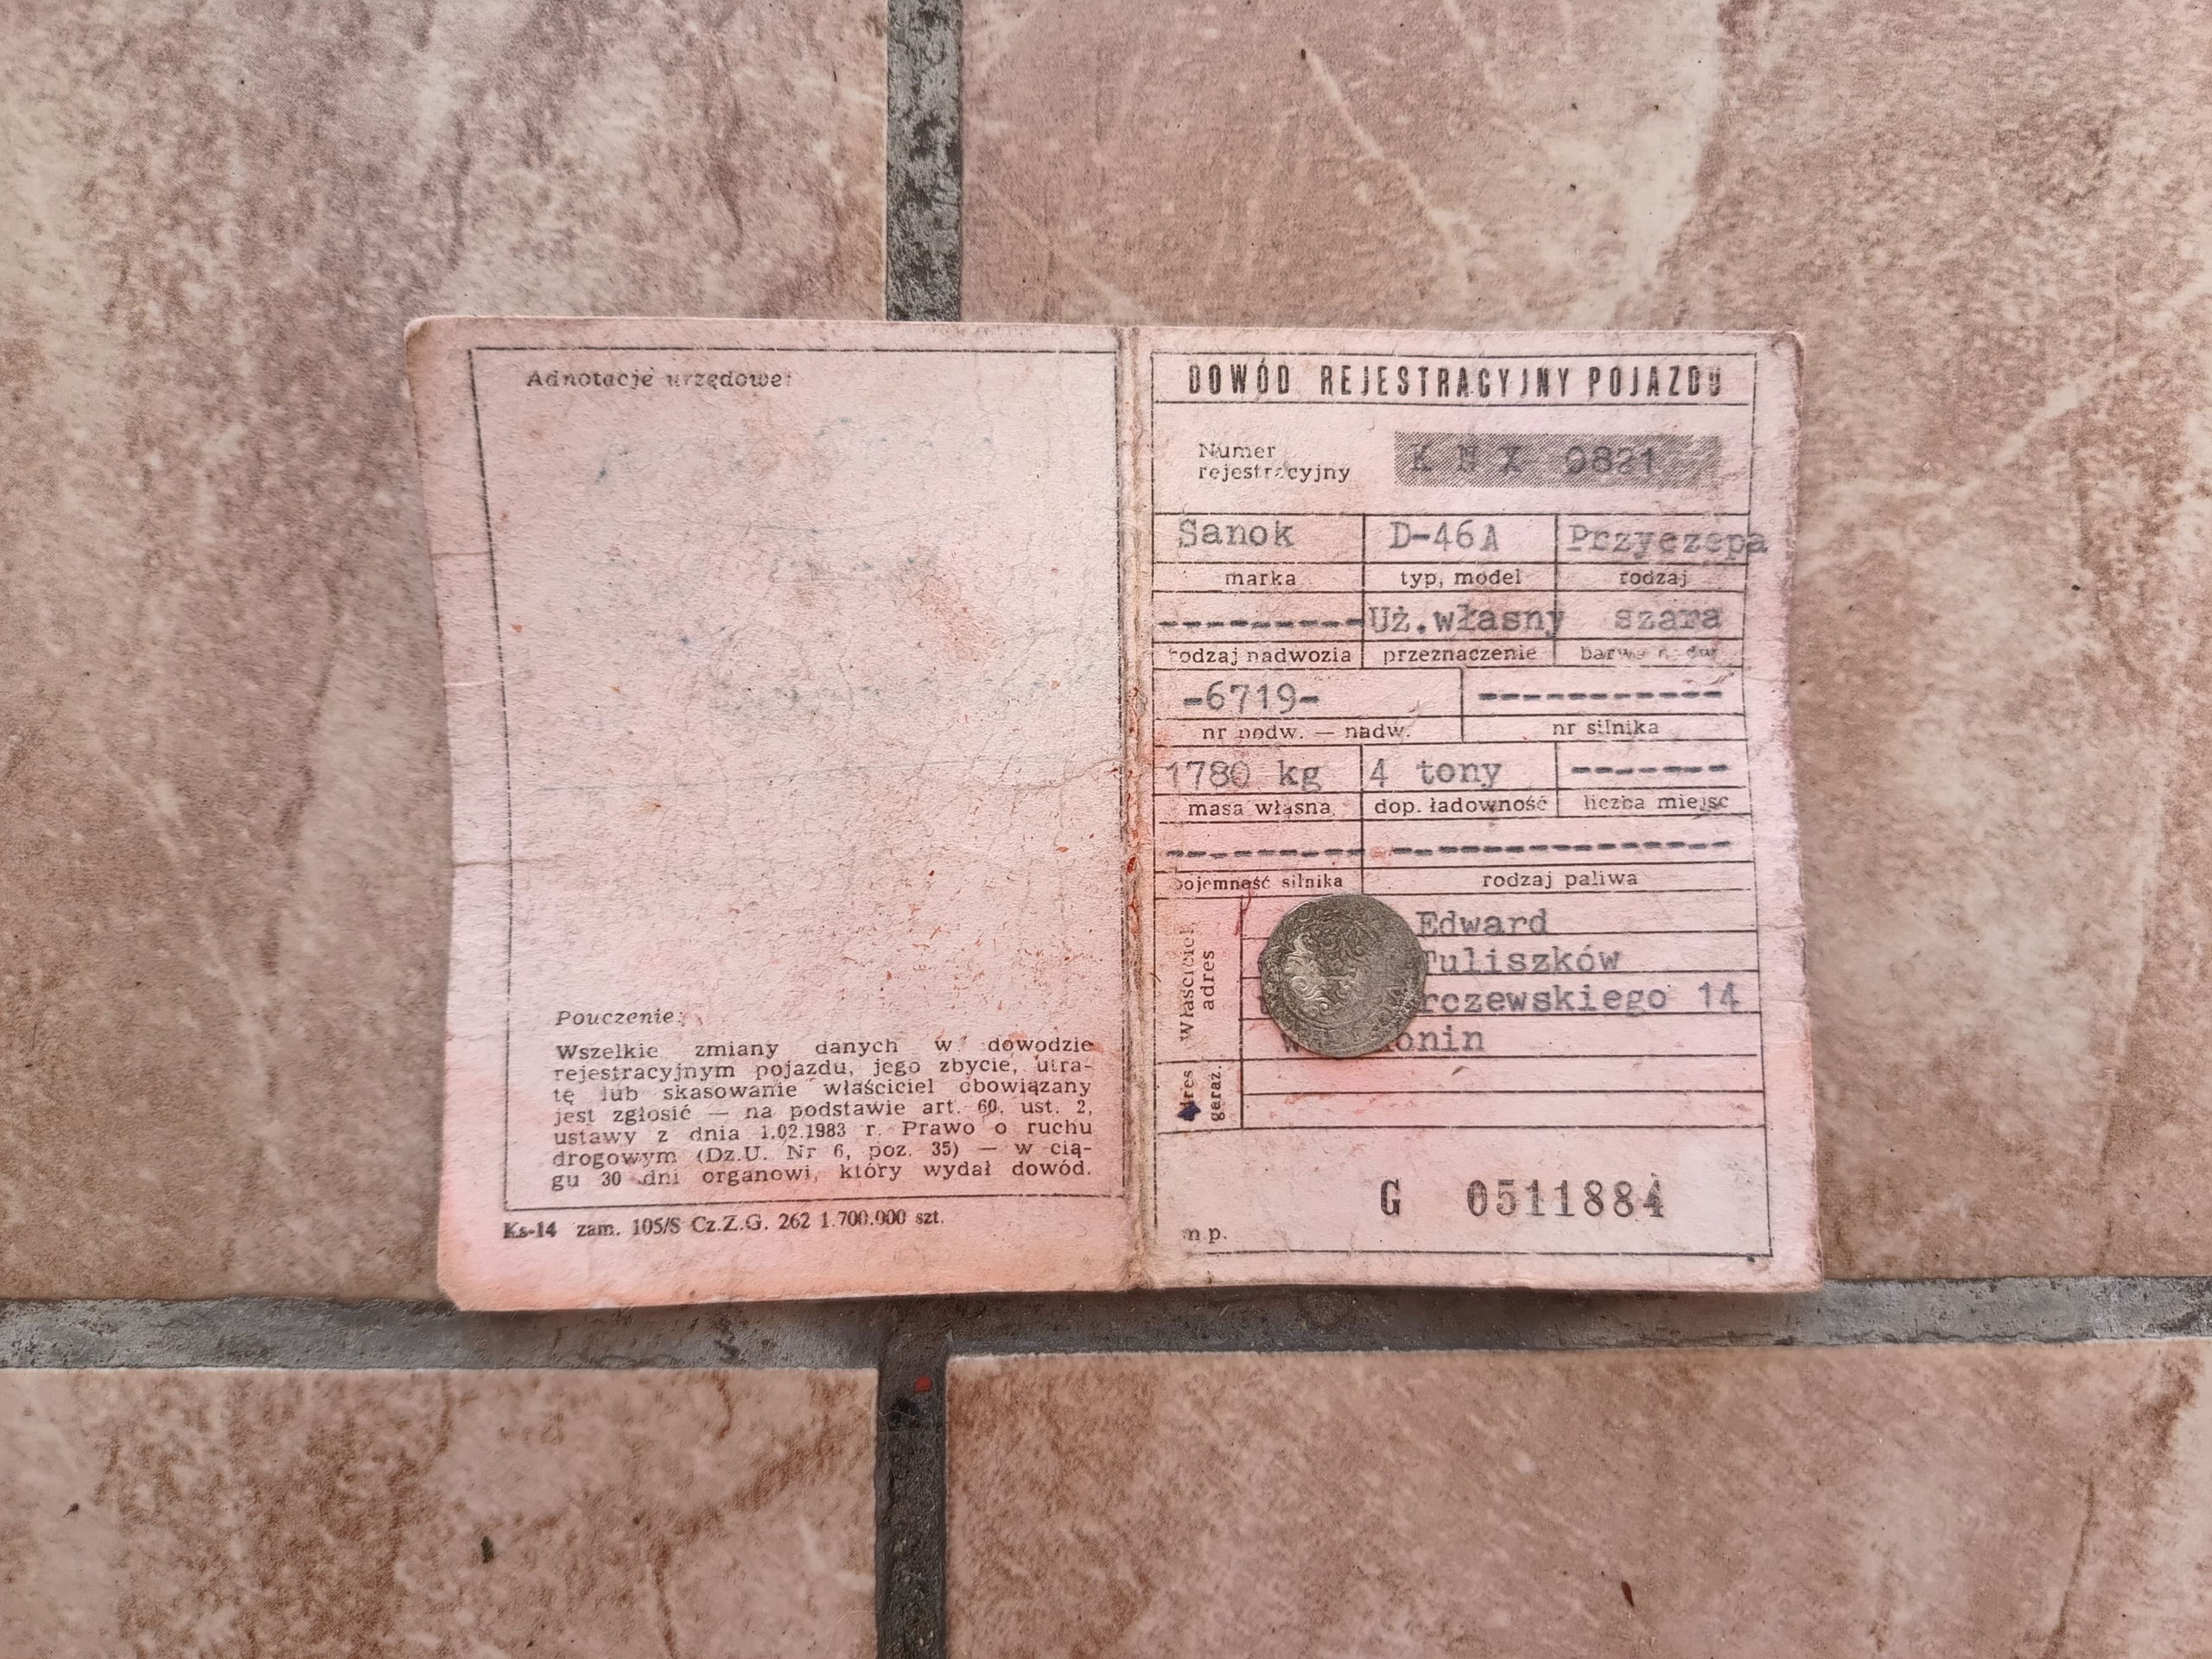 Adnotacje urzędowe:
Pouczenie:
Wszelkie zmiany danych w dowodzie
rejestracyjnym pojazdu, jego zbycie, utra-
tę lub skasowanie właściciel obowiązany
jest zgłosić — na podstawie art. 60, ust. 2,
ustawy z dnia 1.02.1983 r. Prawo o ruchu
drogowym (Dz.U. Nr 6, poz. 35) — w cią-
gu 30 dni organowi, który wydał dowód.
Ks-14 zam. 105/S Cz.Z.G. 262 1.700.000 szt.
DOWÓD REJESTRACYJNY POJAZDU
Numer
rejestracyjny
0821
Sanok D-46A Przyczepa
marka typ, model rodzaj
---------Uż.własny szara
rodzaj nadwozia przeznaczenie
-6719- -----------
nr podw. — nadw. nr silnika
1780 kg 4 tony -------
masa własna dop. ładowność liczba miejsc
pojemność silnika rodzaj paliwa
Właściciel,
adres
Edward
Tuliszków
rczewskiego 14
onin
adres
garaż.
G 0511884
m p.